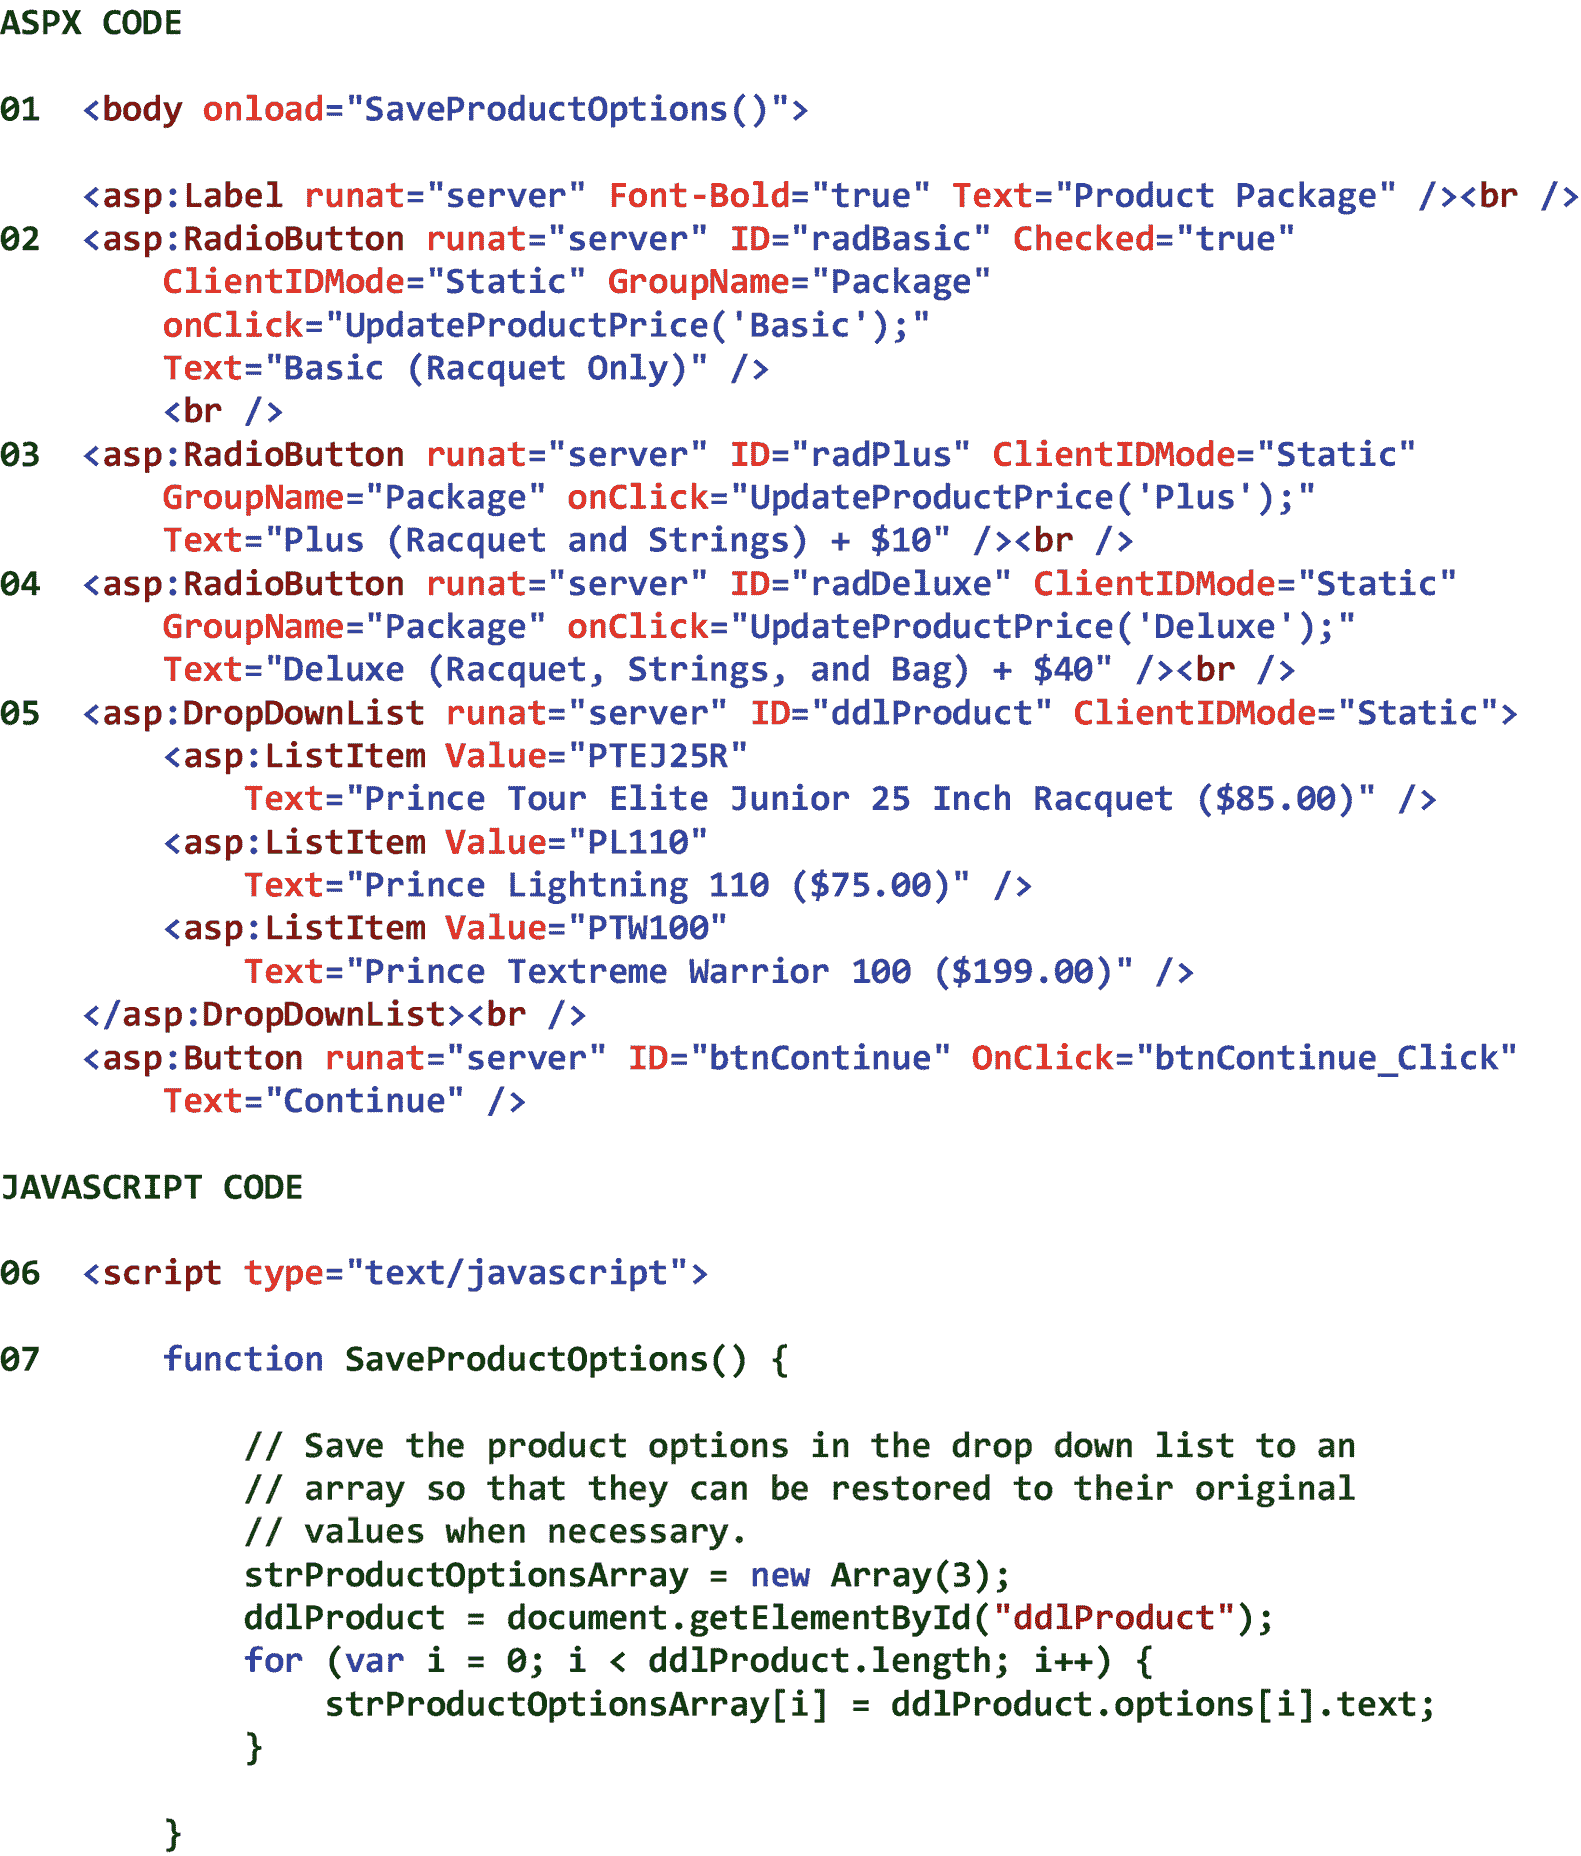 ASPX CODE
01 <body onload="SaveProductOptions()">
<asp:Label runat="server" Font-Bold="true" Text="Product Package" /><br />
02 <asp:RadioButton runat="server" ID="radBasic" Checked="true"
ClientIDMode="Static" GroupName="Package"
onClick="UpdateProductPrice('Basic');"
Text="Basic (Racquet Only)" />
<br />
03 <asp:RadioButton runat="server" ID="radPlus" ClientIDMode="Static"
GroupName="Package" onClick="UpdateProductPrice('Plus');"
Text="Plus (Racquet and Strings) + $10" /><br />
04 <asp:RadioButton runat="server" ID="radDeluxe" ClientIDMode="Static"
GroupName="Package" onClick="UpdateProductPrice('Deluxe');"
Text="Deluxe (Racquet, Strings, and Bag) + $40" /><br />
05 <asp:DropDownList runat="server" ID="ddlProduct" ClientIDMode="Static">
<asp:ListItem Value="PTEJ25R"
Text="Prince Tour Elite Junior 25 Inch Racquet ($85.00)" />
<asp:ListItem Value="PL110"
Text="Prince Lightning 110 ($75.00)" />
<asp:ListItem Value="PTW100"
Text="Prince Textreme Warrior 100 ($199.00)" />
</asp:DropDownList><br />
<asp:Button runat="server" ID="btnContinue" OnClick="btnContinue_Click"
Text="Continue" />
JAVASCRIPT CODE
06 <script type="text/javascript">
07 function SaveProductOptions() {
// Save the product options in the drop down list to an
// array so that they can be restored to their original
// values when necessary.
strProductOptionsArray = new Array(3);
ddlProduct = document.getElementById("ddlProduct");
for (var i = 0; i < ddlProduct.length; i++) {
strProductOptionsArray[i] = ddlProduct.options[i].text;
}
}